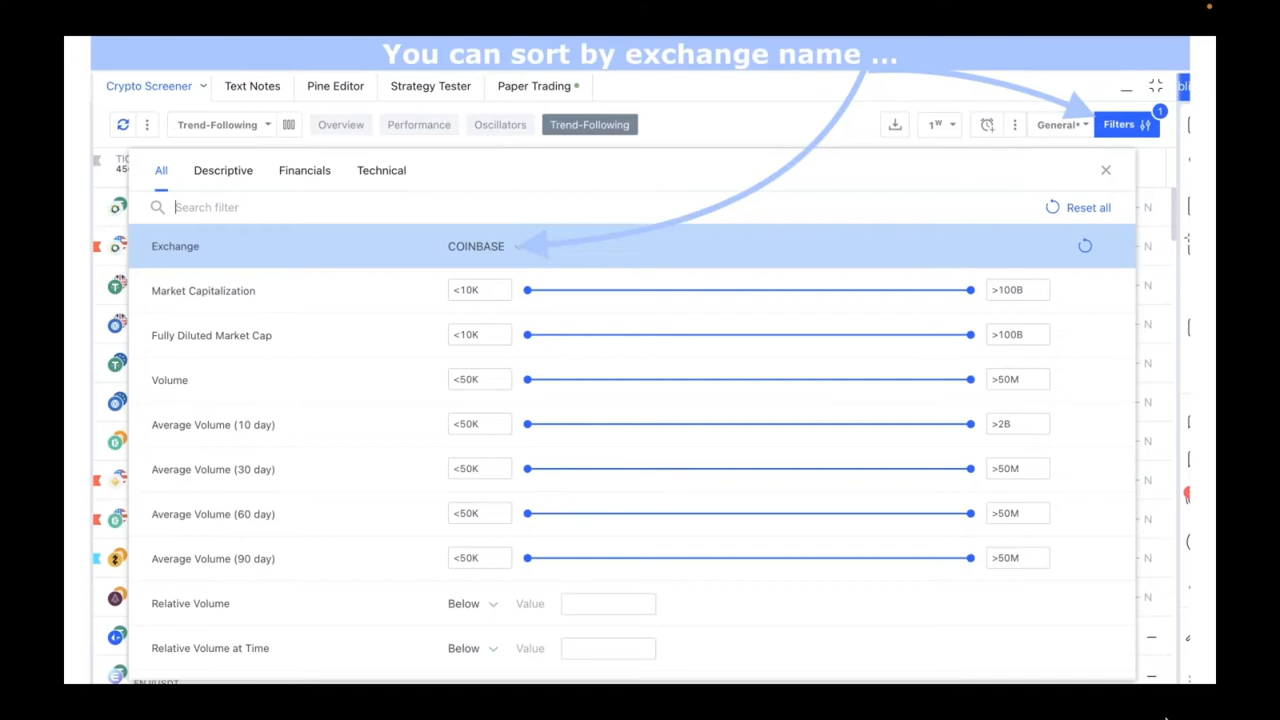 You can sort by exchange name ...
Crypto Screener Text Notes Pine Editor Strategy Tester Paper Trading
Trend-Following Overview Performance Oscillators Trend-Following 1W General Filters 1
TIC
450
All Descriptive Financials Technical
Search filter Reset all N
Exchange COINBASE N
Market Capitalization <10K >100B N
Fully Diluted Market Cap <10K >100B N
Volume <50K >50M N
Average Volume (10 day) <50K >2B N
Average Volume (30 day) <50K >50M N
Average Volume (60 day) <50K >50M N
Average Volume (90 day) <50K >50M N
Relative Volume Below Value N
Relative Volume at Time Below Value —